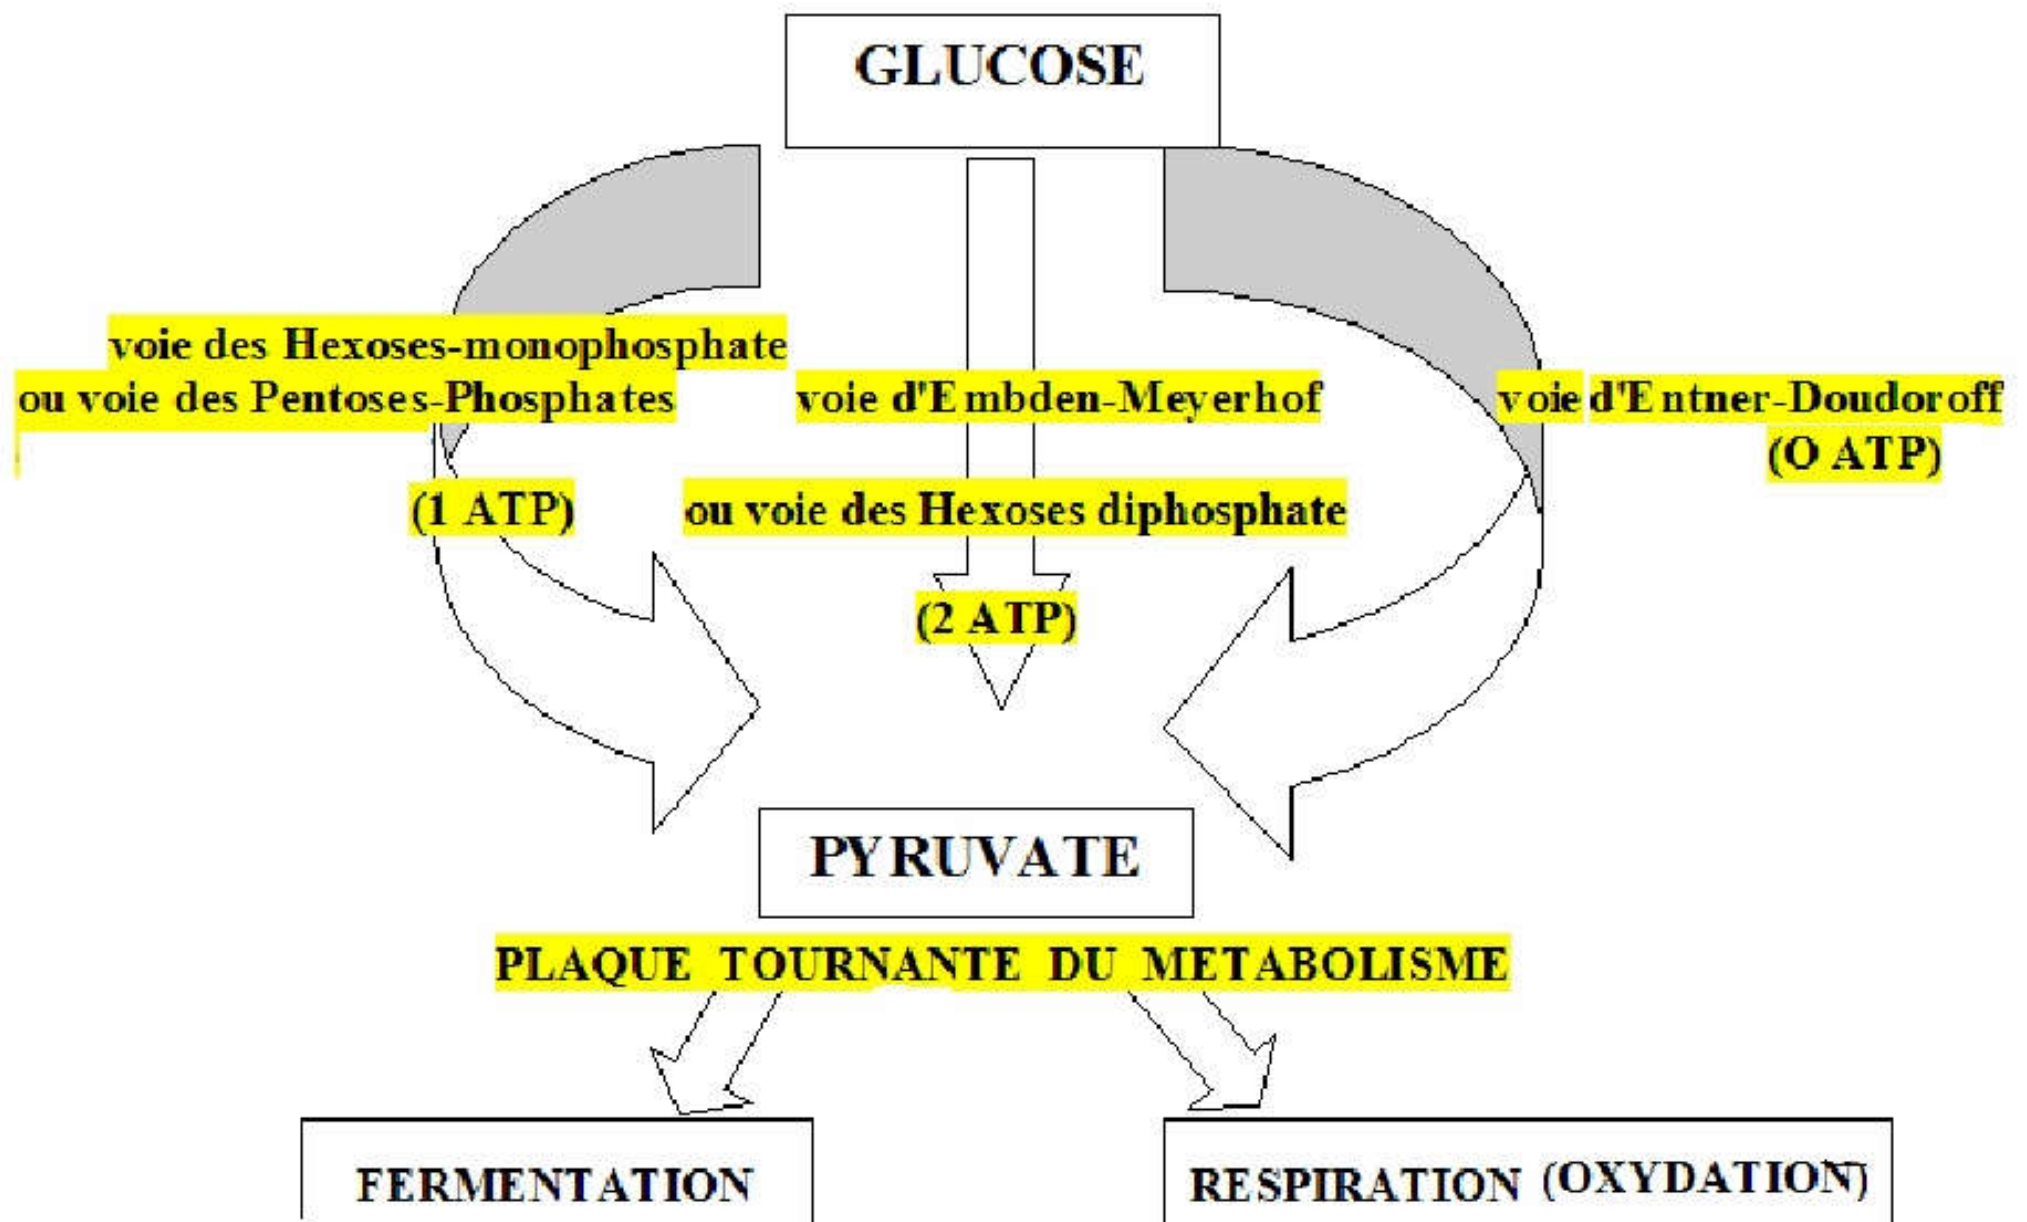 GLUCOSE
voie des Hexoses-monophosphate
ou voie des Pentoses-Phosphates
(1 ATP)
voie d'Embden-Meyerhof
ou voie des Hexoses diphosphate
(2 ATP)
voie d'Entner-Doudoroff
(O ATP)
PYRUVATE
PLAQUE TOURNANTE DU METABOLISME
FERMENTATION
RESPIRATION (OXYDATION)